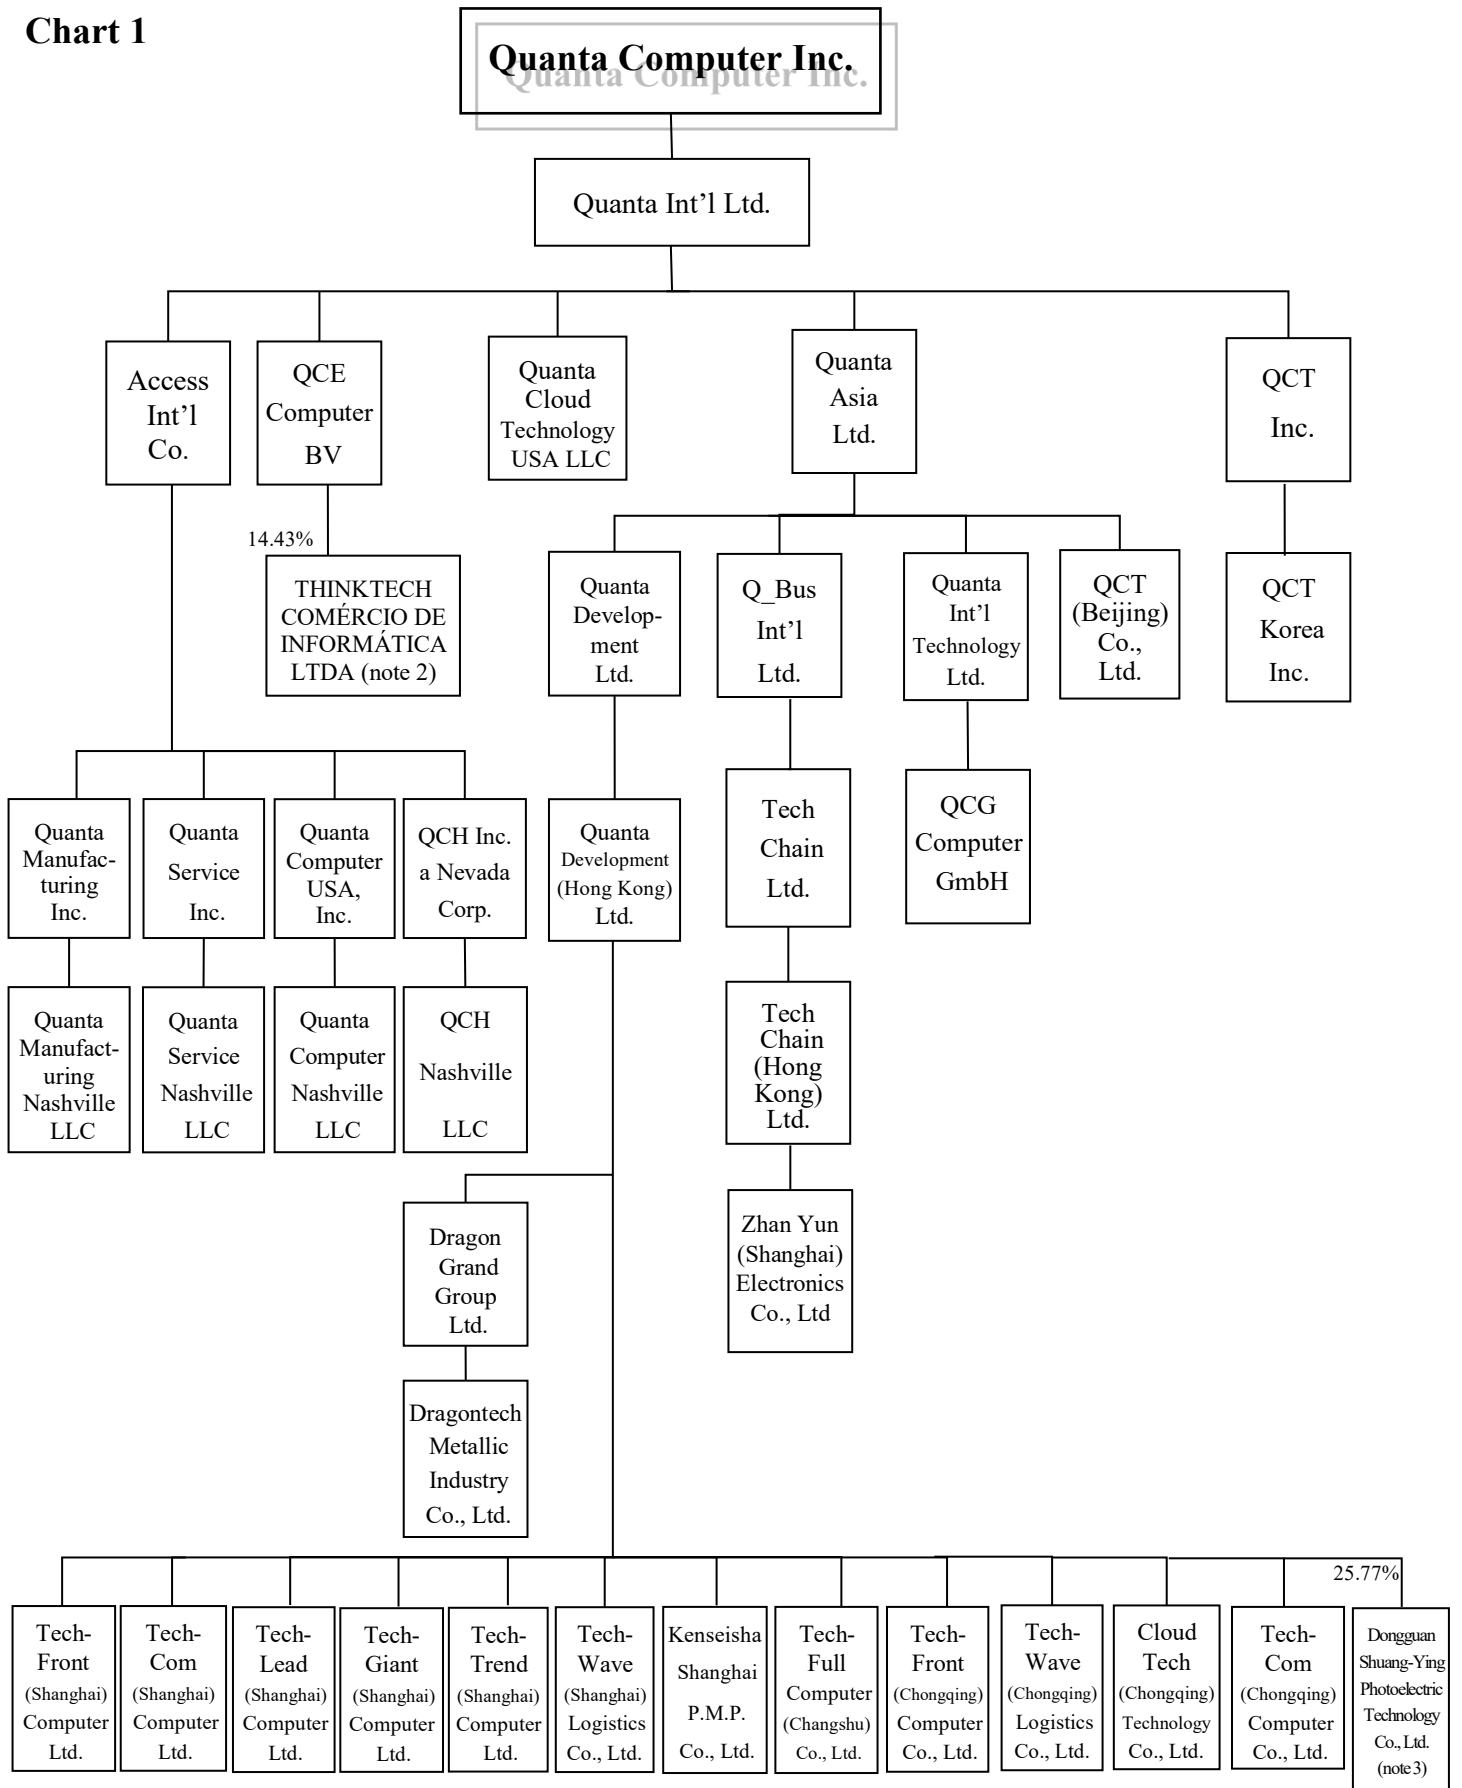 Chart 1
Quanta Computer Inc.
Quanta Int’l Ltd.
Access
Int’l
Co.
QCE
Computer
BV
Quanta
Cloud
Technology
USA LLC
Quanta
Asia
Ltd.
QCT
Inc.
14.43%
THINKTECH
COMÉRCIO DE
INFORMÁTICA
LTDA (note 2)
Quanta
Develop-
ment
Ltd.
Q_Bus
Int’l
Ltd.
Quanta
Int’l
Technology
Ltd.
QCT
(Beijing)
Co.,
Ltd.
QCT
Korea
Inc.
Quanta
Manufac-
turing
Inc.
Quanta
Service
Inc.
Quanta
Computer
USA,
Inc.
QCH Inc.
a Nevada
Corp.
Quanta
Development
(Hong Kong)
Ltd.
Tech
Chain
Ltd.
QCG
Computer
GmbH
Quanta
Manufact-
uring
Nashville
LLC
Quanta
Service
Nashville
LLC
Quanta
Computer
Nashville
LLC
QCH
Nashville
LLC
Tech
Chain
(Hong
Kong)
Ltd.
Dragon
Grand
Group
Ltd.
Zhan Yun
(Shanghai)
Electronics
Co., Ltd
Dragontech
Metallic
Industry
Co., Ltd.
25.77%
Tech-
Front
(Shanghai)
Computer
Ltd.
Tech-
Com
(Shanghai)
Computer
Ltd.
Tech-
Lead
(Shanghai)
Computer
Ltd.
Tech-
Giant
(Shanghai)
Computer
Ltd.
Tech-
Trend
(Shanghai)
Computer
Ltd.
Tech-
Wave
(Shanghai)
Logistics
Co., Ltd.
Kenseisha
Shanghai
P.M.P.
Co., Ltd.
Tech-
Full
Computer
(Changshu)
Co., Ltd.
Tech-
Front
(Chongqing)
Computer
Co., Ltd.
Tech-
Wave
(Chongqing)
Logistics
Co., Ltd.
Cloud
Tech
(Chongqing)
Technology
Co., Ltd.
Tech-
Com
(Chongqing)
Computer
Co., Ltd.
Dongguan
Shuang-Ying
Photoelectric
Technology
Co., Ltd.
(note 3)